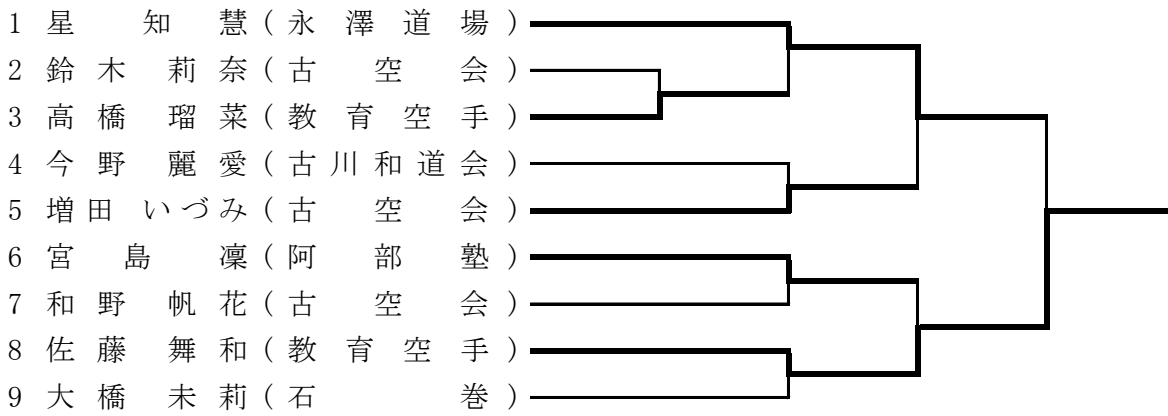 1 星 知慧(永澤道場)
2 鈴木 莉奈(古空会)
3 高橋 瑠菜(教育空手)
4 今野 麗愛(古川和道会)
5 増田 いづみ(古空会)
6 宮島 凜(阿部塾)
7 和野 帆花(古空会)
8 佐藤 舞和(教育空手)
9 大橋 未莉(石巻)